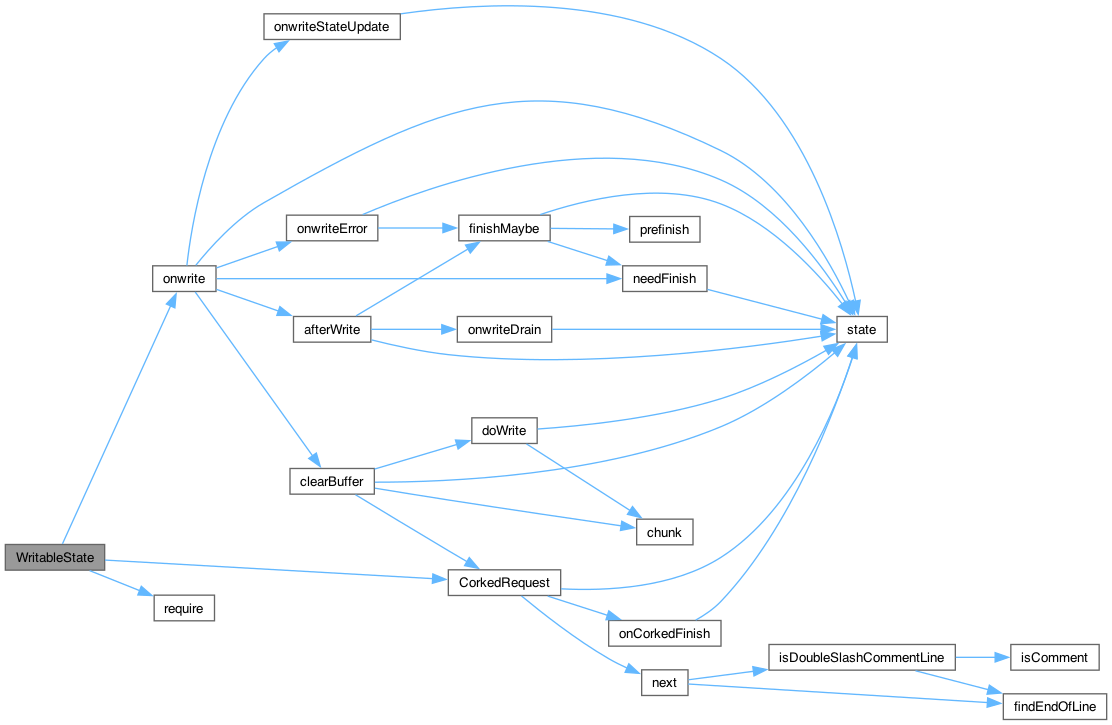 onwriteStateUpdate
onwriteError
finishMaybe
prefinish
onwrite
needFinish
afterWrite
onwriteDrain
state
doWrite
clearBuffer
chunk
WritableState
CorkedRequest
require
onCorkedFinish
isDoubleSlashCommentLine
isComment
next
findEndOfLine